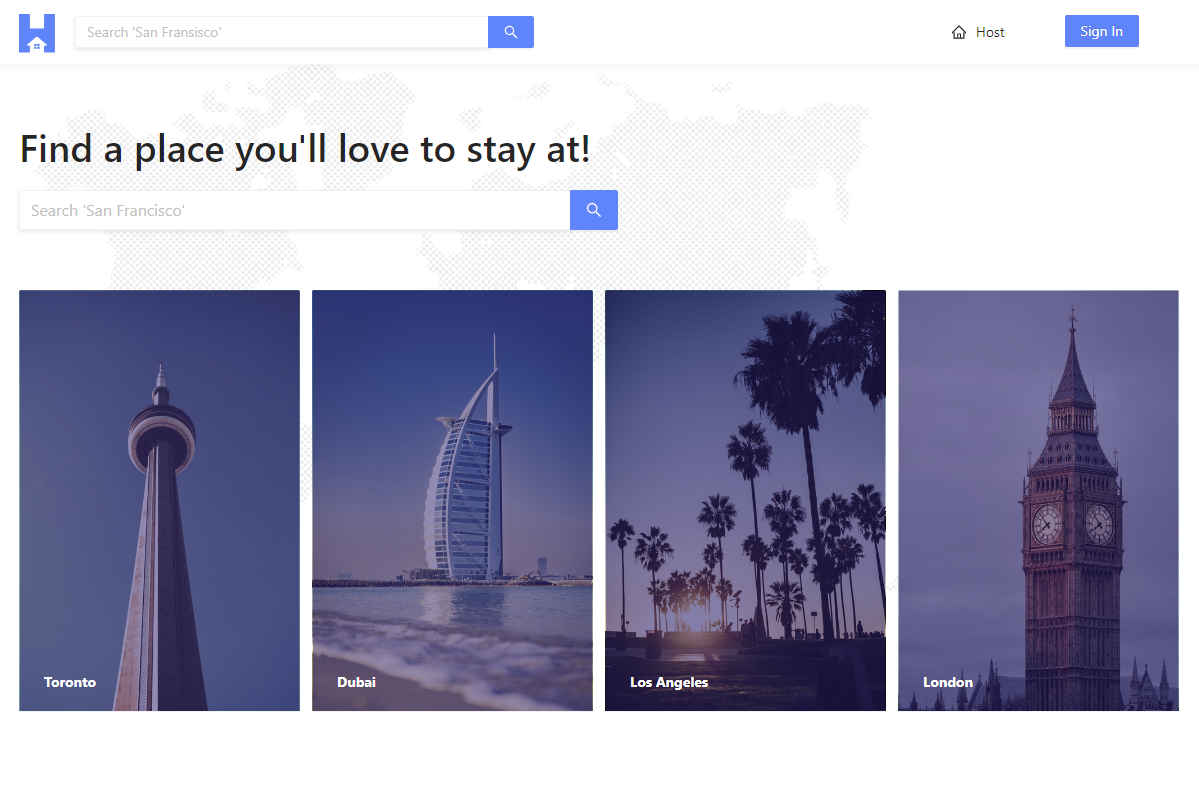 Search 'San Fransisco'
Host
Sign In
Find a place you'll love to stay at!
Search 'San Francisco'
Toronto
Dubai
Los Angeles
London